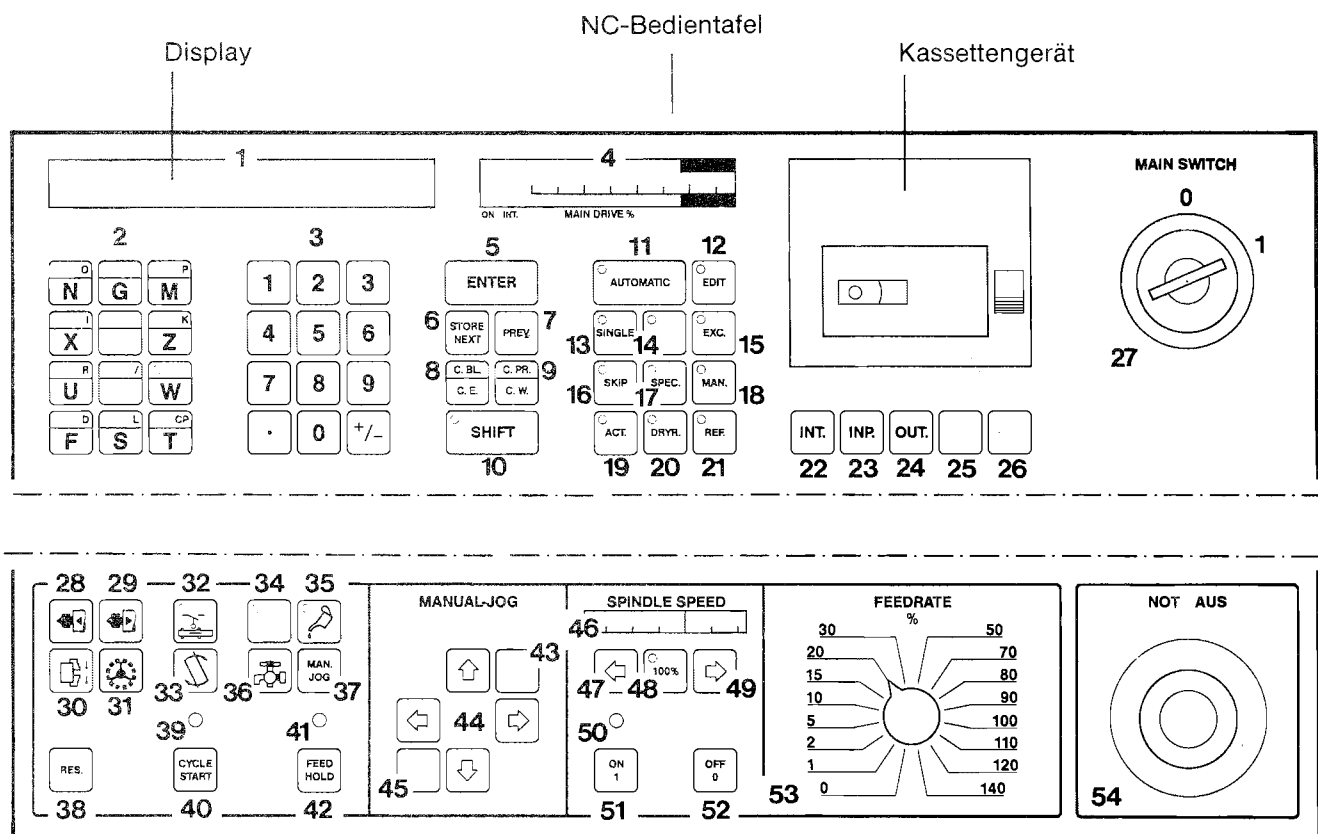 NC-Bedientafel
Display
Kassettengerät
1
4
ON INT. MAIN DRIVE %
MAIN SWITCH
0
1
27
2
3
5
11
12
O
N
G
P
M
I
X
K
Z
R
U
/
W
D
F
L
S
CP
T
1 2 3
4 5 6
7 8 9
. 0 +/-
ENTER
6
STORE NEXT
PREV.
7
8
C. BL.
C. E.
C. PR.
C. W.
9
SHIFT
10
AUTOMATIC
EDIT
13
SINGLE
14
EXC.
15
16
SKIP
17
SPEC.
MAN.
18
ACT.
DRYR.
REF.
19 20 21
INT. INP. OUT.
22 23 24 25 26
28 29 32 34 35
30 31 33 36
MAN. JOG
37
39
41
RES.
CYCLE START
FEED HOLD
38 40 42
MANUAL-JOG
43
44
45
SPINDLE SPEED
46
47
100%
48
49
50
ON 1
OFF 0
51 52
FEEDRATE
%
30 50
20 70
15 80
10 90
5 100
2 110
1 120
0 140
53
NOT AUS
54